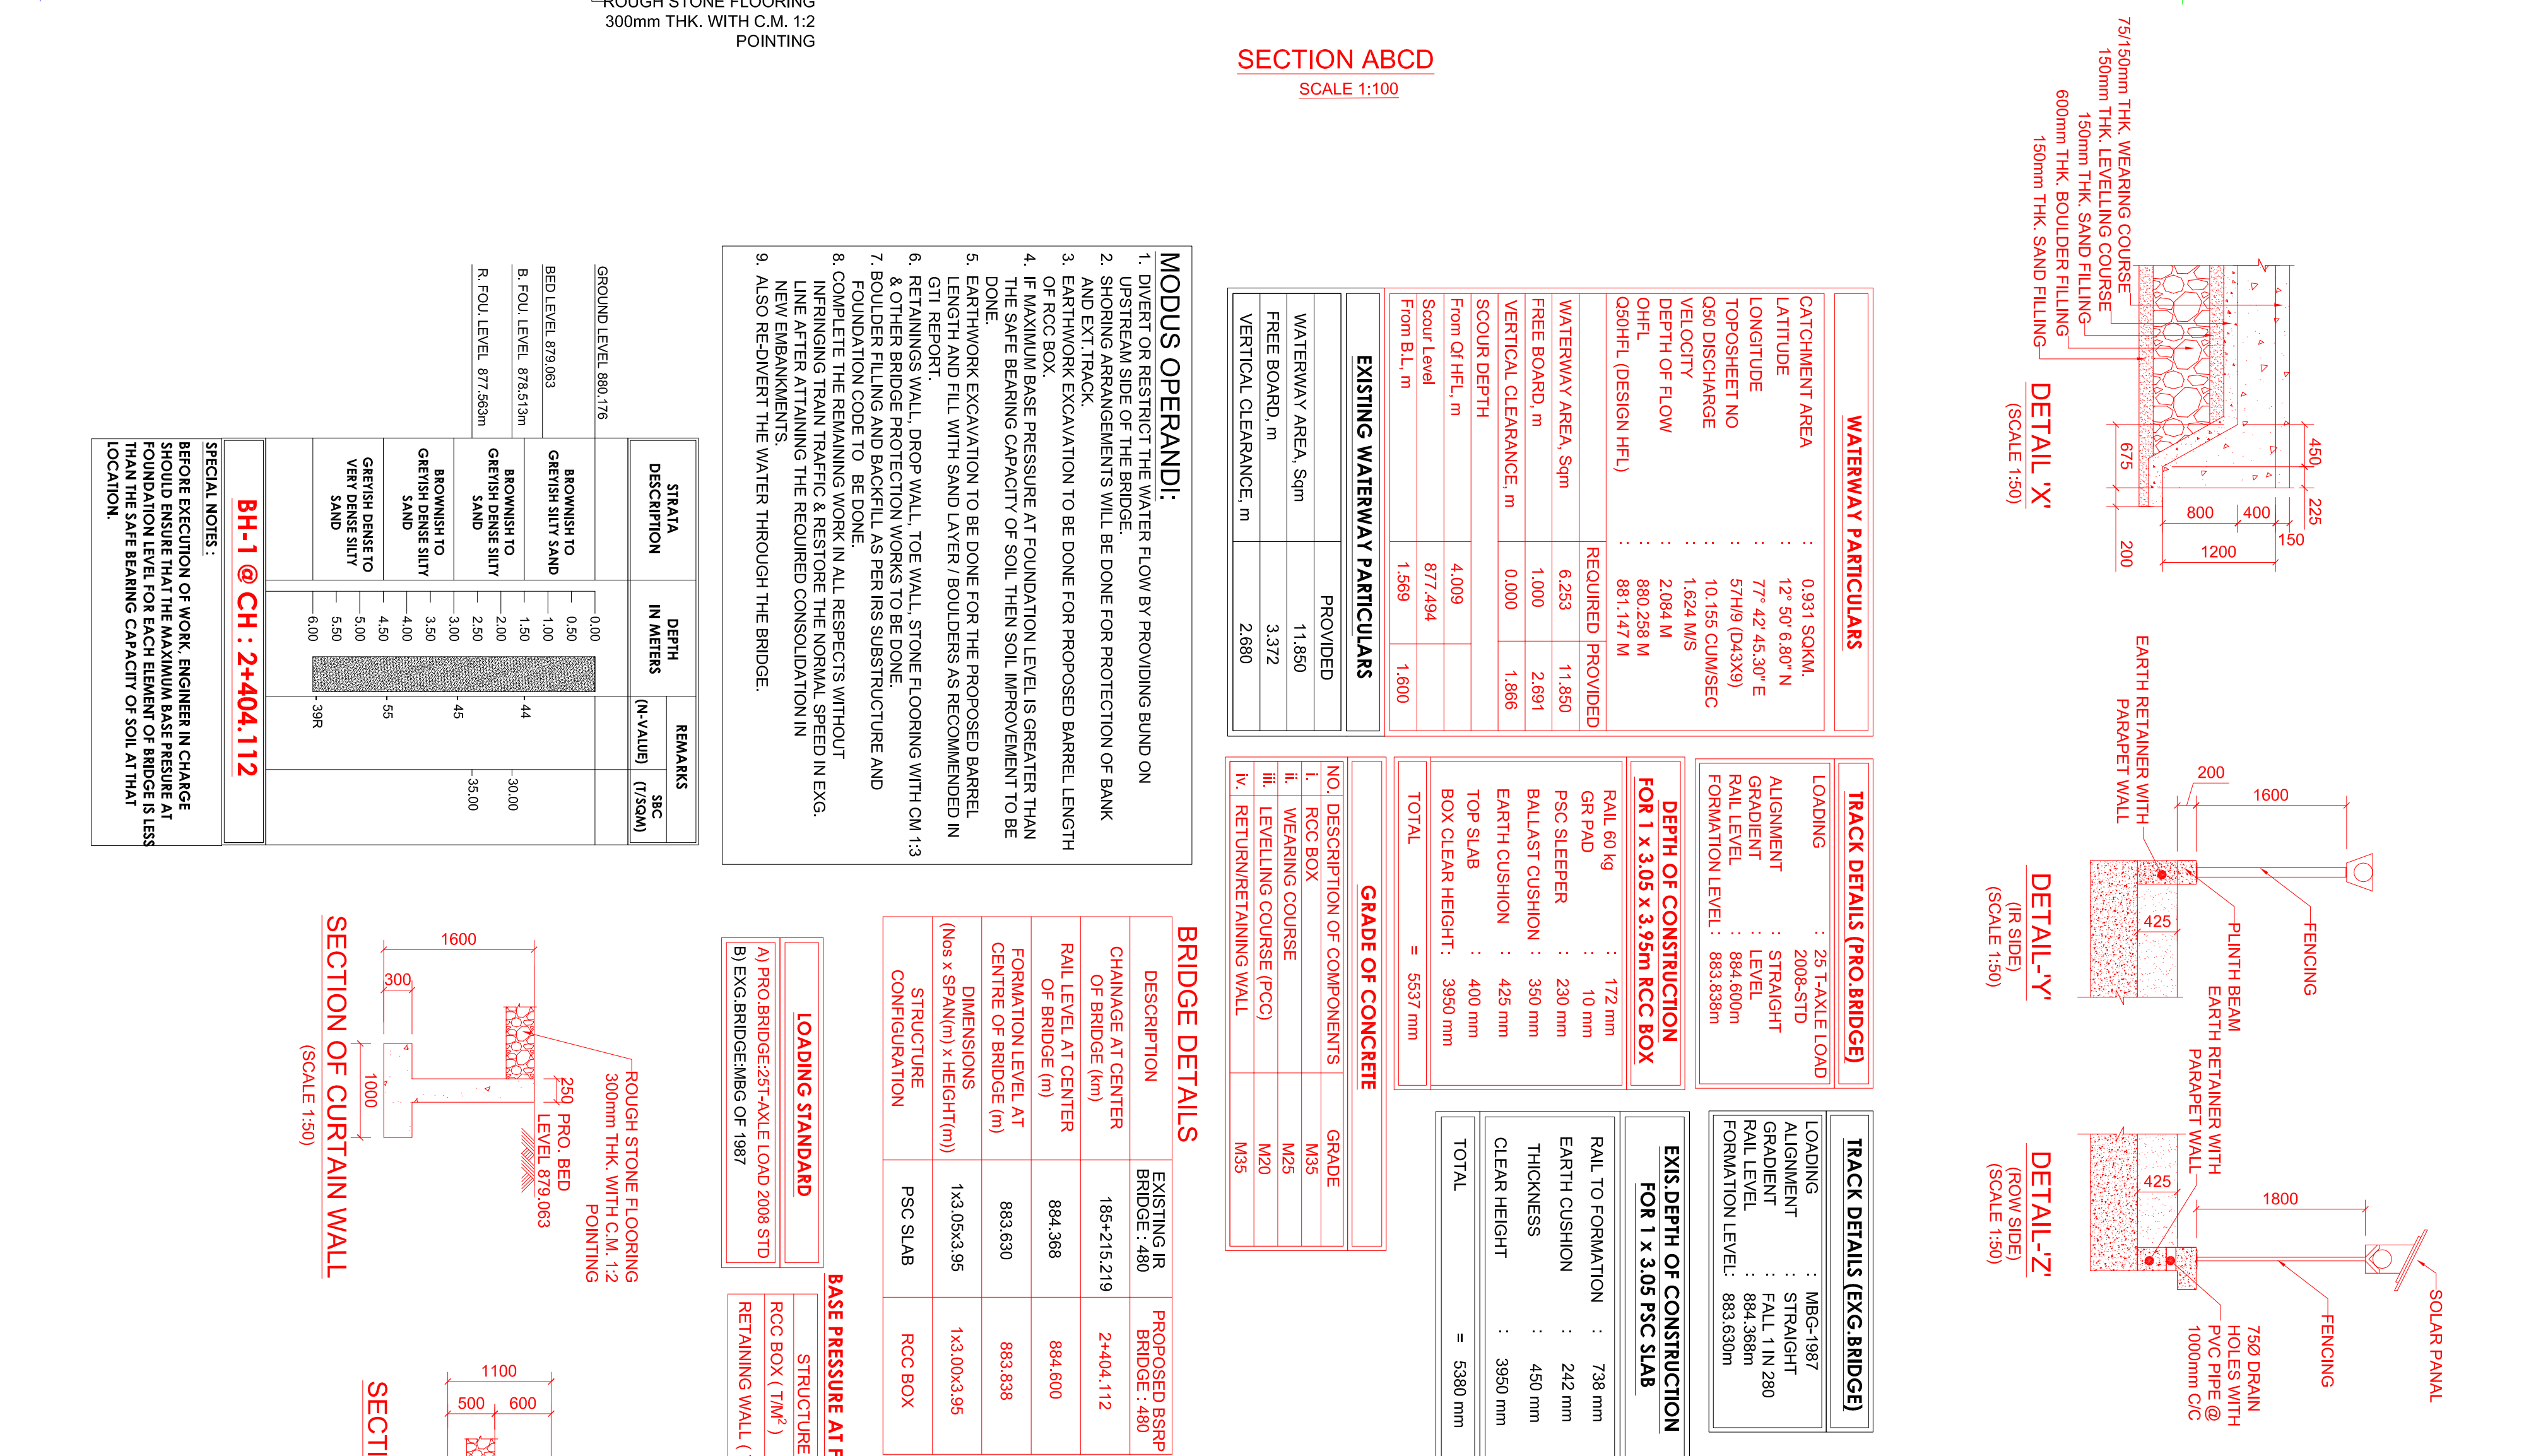 ROUGH STONE FLOORING
300mm THK. WITH C.M. 1:2
POINTING
SECTION ABCD
SCALE 1:100
75/150mm THK. WEARING COURSE
150mm THK. LEVELLING COURSE
150mm THK. SAND FILLING
600mm THK. BOULDER FILLING
150mm THK. SAND FILLING
450
225
675
200
800
400
150
1200
DETAIL 'X'
(SCALE 1:50)
EARTH RETAINER WITH
PARAPET WALL
200
1600
425
FENCING
PLINTH BEAM
DETAIL-'Y'
(IR SIDE)
(SCALE 1:50)
EARTH RETAINER WITH
PARAPET WALL
425
1800
SOLAR PANAL
FENCING
75Ø DRAIN
HOLES WITH
PVC PIPE @
1000mm C/C
DETAIL-'Z'
(ROW SIDE)
(SCALE 1:50)
WATERWAY PARTICULARS
CATCHMENT AREA : 0.931 SQKM.
LATITUDE : 12° 50' 6.80" N
LONGITUDE : 77° 42' 45.30" E
TOPOSHEET NO : 57H/9 (D43X9)
Q50 DISCHARGE : 10.155 CUM/SEC
VELOCITY : 1.624 M/S
DEPTH OF FLOW : 2.084 M
OHFL : 880.258 M
Q50HFL (DESIGN HFL) : 881.147 M
REQUIRED PROVIDED
WATERWAY AREA, Sqm 6.253 11.850
FREE BOARD, m 1.000 2.691
VERTICAL CLEARANCE, m 0.000 1.866
SCOUR DEPTH
From Qf HFL, m 4.009
Scour Level 877.494
From B.L, m 1.569 1.600
EXISTING WATERWAY PARTICULARS
PROVIDED
WATERWAY AREA, Sqm 11.850
FREE BOARD, m 3.372
VERTICAL CLEARANCE, m 2.680
TRACK DETAILS (PRO.BRIDGE)
LOADING : 25 T-AXLE LOAD
2008-STD
ALIGNMENT : STRAIGHT
GRADIENT : LEVEL
RAIL LEVEL : 884.600m
FORMATION LEVEL : 883.838m
DEPTH OF CONSTRUCTION
FOR 1 x 3.05 x 3.95m RCC BOX
RAIL 60 kg : 172 mm
GR PAD : 10 mm
PSC SLEEPER : 230 mm
BALLAST CUSHION : 350 mm
EARTH CUSHION : 425 mm
TOP SLAB : 400 mm
BOX CLEAR HEIGHT : 3950 mm
TOTAL = 5537 mm
GRADE OF CONCRETE
NO. DESCRIPTION OF COMPONENTS GRADE
i. RCC BOX M35
ii. WEARING COURSE M25
iii. LEVELLING COURSE (PCC) M20
iv. RETURN/RETAINING WALL M35
TRACK DETAILS (EXG.BRIDGE)
LOADING : MBG-1987
ALIGNMENT : STRAIGHT
GRADIENT : FALL 1 IN 280
RAIL LEVEL : 884.368m
FORMATION LEVEL: 883.630m
EXIS.DEPTH OF CONSTRUCTION
FOR 1 X 3.05 PSC SLAB
RAIL TO FORMATION : 738 mm
EARTH CUSHION : 242 mm
THICKNESS : 450 mm
CLEAR HEIGHT : 3950 mm
TOTAL = 5380 mm
MODUS OPERANDI:
1. DIVERT OR RESTRICT THE WATER FLOW BY PROVIDING BUND ON
UPSTREAM SIDE OF THE BRIDGE.
2. SHORING ARRANGEMENTS WILL BE DONE FOR PROTECTION OF BANK
AND EXT.TRACK.
3. EARTHWORK EXCAVATION TO BE DONE FOR PROPOSED BARREL LENGTH
OF RCC BOX.
4. IF MAXIMUM BASE PRESSURE AT FOUNDATION LEVEL IS GREATER THAN
THE SAFE BEARING CAPACITY OF SOIL THEN SOIL IMPROVEMENT TO BE
DONE.
5. EARTHWORK EXCAVATION TO BE DONE FOR THE PROPOSED BARREL
LENGTH AND FILL WITH SAND LAYER / BOULDERS AS RECOMMENDED IN
GTI REPORT.
6. RETAININGS WALL, DROP WALL, TOE WALL, STONE FLOORING WITH CM 1:3
& OTHER BRIDGE PROTECTION WORKS TO BE DONE.
7. BOULDER FILLING AND BACKFILL AS PER IRS SUBSTRUCTURE AND
FOUNDATION CODE TO BE DONE.
8. COMPLETE THE REMAINING WORK IN ALL RESPECTS WITHOUT
INFRINGING TRAIN TRAFFIC & RESTORE THE NORMAL SPEED IN EXG.
LINE AFTER ATTAINING THE REQUIRED CONSOLIDATION IN
NEW EMBANKMENTS.
9. ALSO RE-DIVERT THE WATER THROUGH THE BRIDGE.
BRIDGE DETAILS
DESCRIPTION EXISTING IR BRIDGE : 480 PROPOSED BSRP BRIDGE : 480
CHAINAGE AT CENTER OF BRIDGE (km) 185+215.219 2+404.112
RAIL LEVEL AT CENTER OF BRIDGE (m) 884.368 884.600
FORMATION LEVEL AT CENTRE OF BRIDGE (m) 883.630 883.838
DIMENSIONS (Nos x SPAN(m) x HEIGHT(m)) 1x3.05x3.95 1x3.00x3.95
STRUCTURE CONFIGURATION PSC SLAB RCC BOX
LOADING STANDARD
A) PRO.BRIDGE:25T-AXLE LOAD 2008 STD
B) EXG.BRIDGE:MBG OF 1987
BASE PRESSURE AT F
STRUCTURE
RCC BOX ( T/M² )
RETAINING WALL (
GROUND LEVEL 880.176
BED LEVEL 879.063
B. FOU. LEVEL 878.513m
R. FOU. LEVEL 877.563m
STRATA DESCRIPTION
DEPTH IN METERS
REMARKS
(N-VALUE)
SBC (T/SQM)
BROWNISH TO
GREYISH SILTY SAND
BROWNISH TO
GREYISH DENSE SILTY
SAND
BROWNISH TO
GREYISH DENSE SILTY
SAND
GREYISH DENSE TO
VERY DENSE SILTY
SAND
0.00
0.50
1.00
1.50
2.00
2.50
3.00
3.50
4.00
4.50
5.00
5.50
6.00
44
45
55
39R
30.00
35.00
BH-1 @ CH : 2+404.112
SPECIAL NOTES :
BEFORE EXECUTION OF WORK, ENGINEER IN CHARGE
SHOULD ENSURE THAT THE MAXIMUM BASE PRESURE AT
FOUNDATION LEVEL FOR EACH ELEMENT OF BRIDGE IS LESS
THAN THE SAFE BEARING CAPACITY OF SOIL AT THAT
LOCATION.
1600
300
1000
250
PRO. BED
LEVEL 879.063
ROUGH STONE FLOORING
300mm THK. WITH C.M. 1:2
POINTING
SECTION OF CURTAIN WALL
(SCALE 1:50)
1100
500
600
SECTI